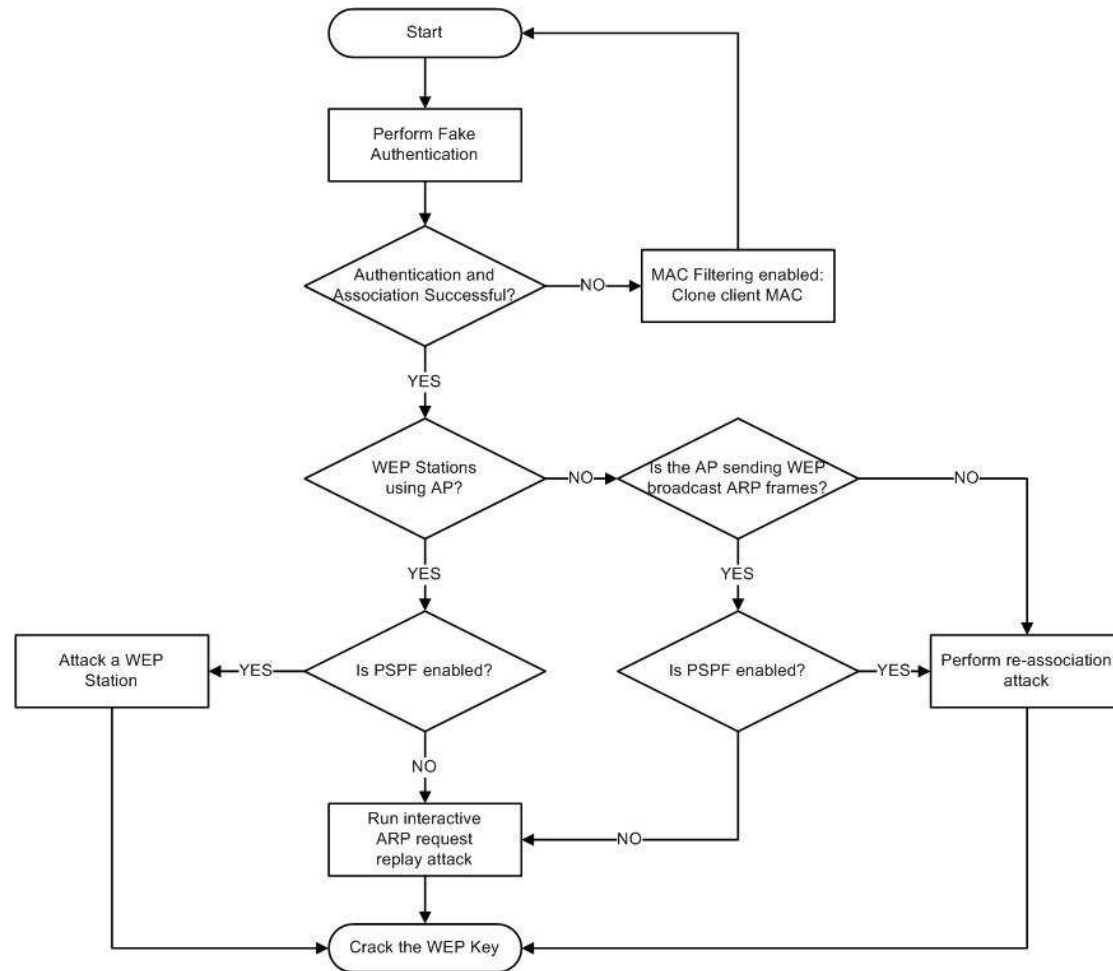 Start
Perform Fake
Authentication
Authentication and
Association Successful?
NO
MAC Filtering enabled:
Clone client MAC
YES
WEP Stations
using AP?
NO
Is the AP sending WEP
broadcast ARP frames?
NO
YES
YES
Attack a WEP
Station
YES
Is PSPF enabled?
Is PSPF enabled?
YES
Perform re-association
attack
NO
Run interactive
ARP request
replay attack
NO
Crack the WEP Key